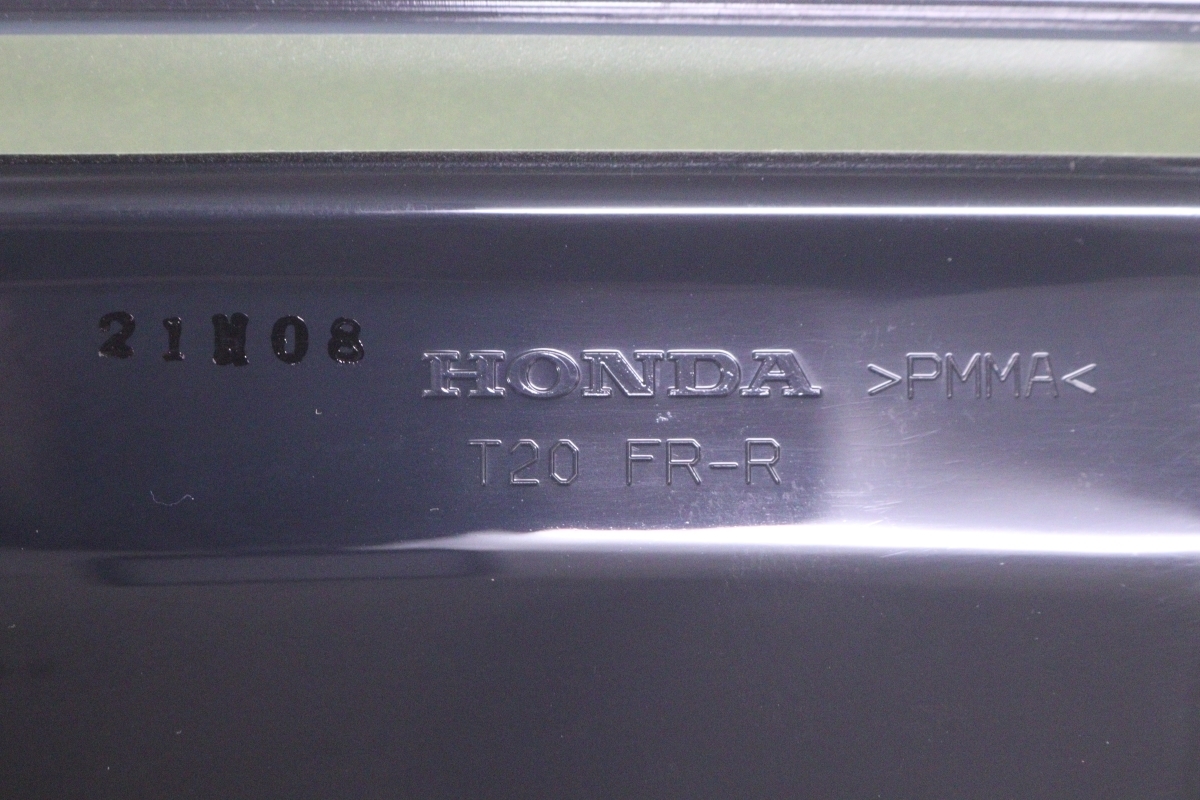 21M08
HONDA >PMMA<
T20 FR-R